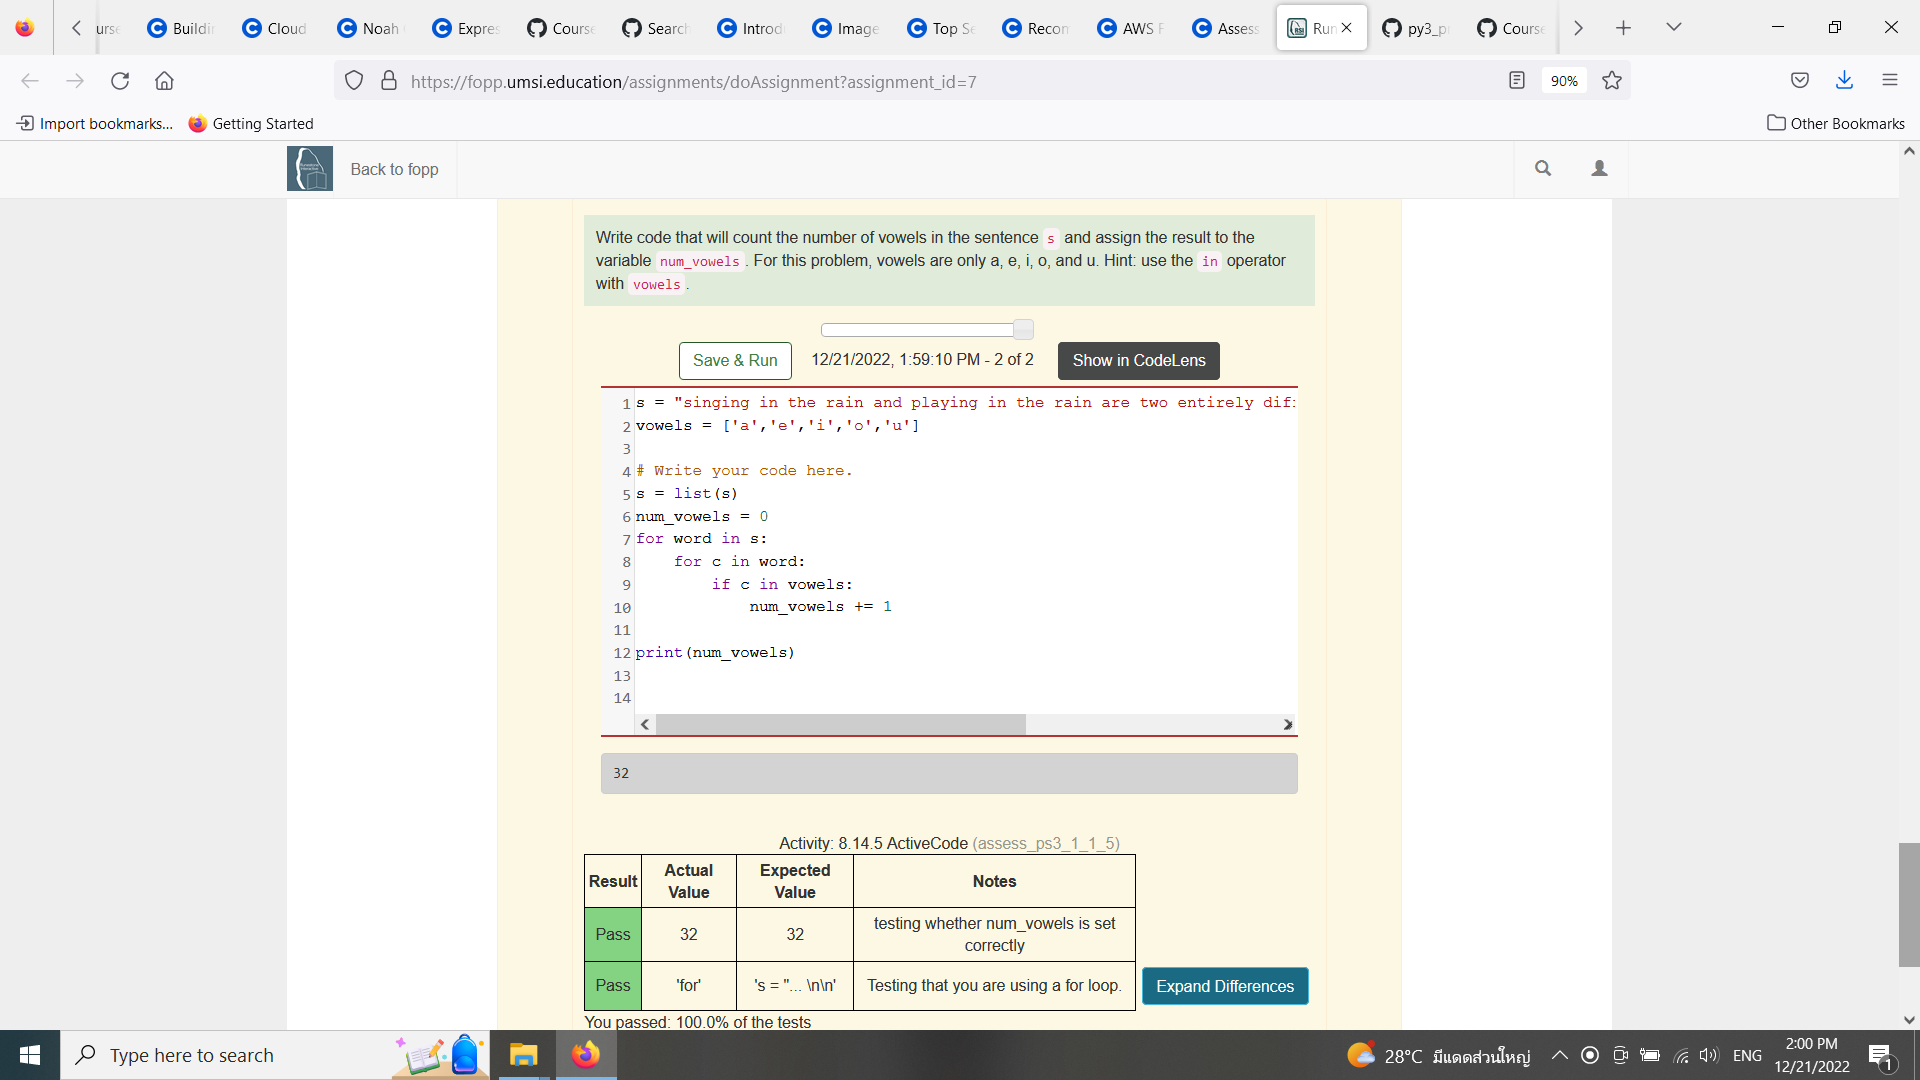 Buildi
Cloud
Noah
Expres
Course
Search
Introd
Image
Top Se
Recom
AWS F
Assess
Run
py3_pr
Course
https://fopp.umsi.education/assignments/doAssignment?assignment_id=7
90%
Import bookmarks...
Getting Started
Other Bookmarks
Back to fopp
Write code that will count the number of vowels in the sentence s and assign the result to the
variable num_vowels . For this problem, vowels are only a, e, i, o, and u. Hint: use the in operator
with vowels .
Save & Run
12/21/2022, 1:59:10 PM - 2 of 2
Show in CodeLens
1 s = "singing in the rain and playing in the rain are two entirely dif
2 vowels = ['a','e','i','o','u']
3
4 # Write your code here.
5 s = list(s)
6 num_vowels = 0
7 for word in s:
8     for c in word:
9         if c in vowels:
10             num_vowels += 1
11
12 print(num_vowels)
13
14
32
Activity: 8.14.5 ActiveCode (assess_ps3_1_1_5)
Result Actual Value Expected Value Notes
Pass 32 32 testing whether num_vowels is set correctly
Pass 'for' 's = "... \n\n' Testing that you are using a for loop.
Expand Differences
You passed: 100.0% of the tests
Type here to search
28°C มีแดดส่วนใหญ่
ENG
2:00 PM
12/21/2022
1